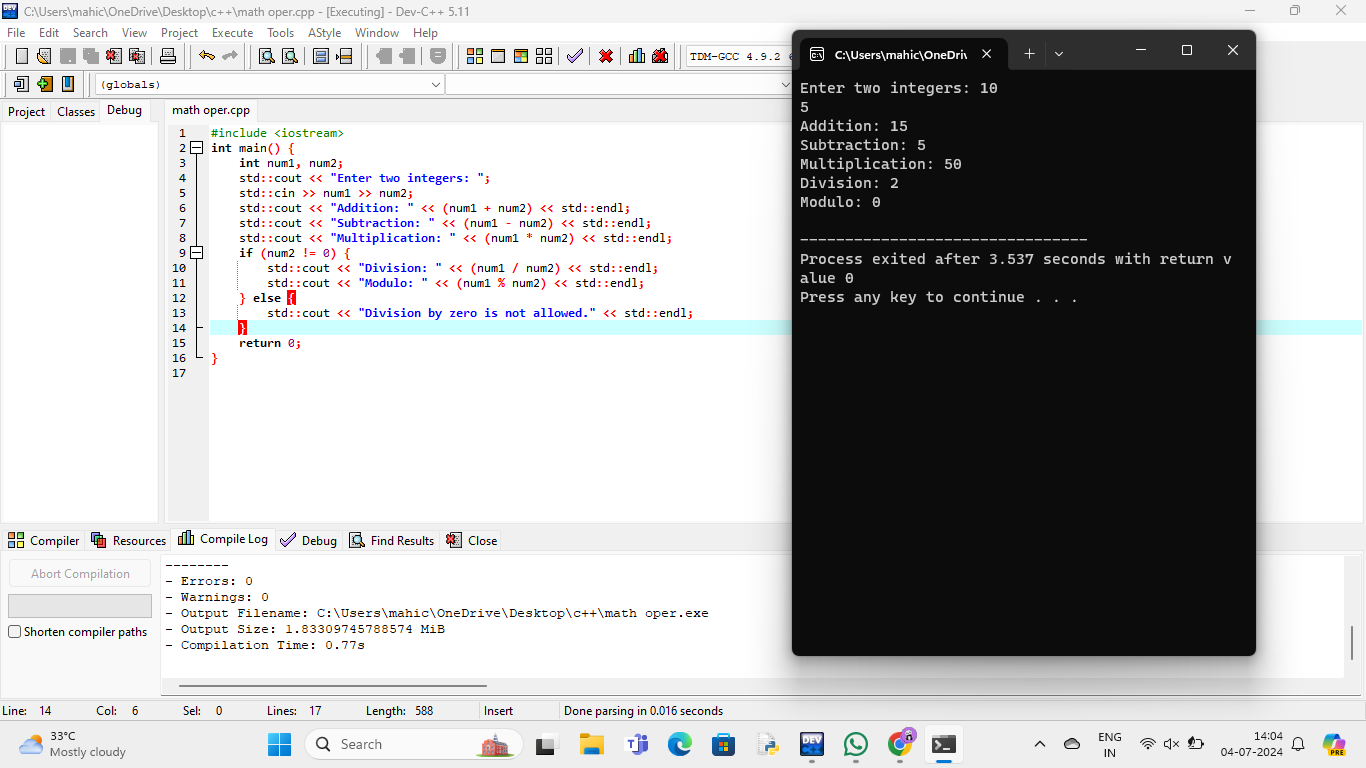 C:\Users\mahic\OneDrive\Desktop\c++\math oper.cpp - [Executing] - Dev-C++ 5.11
File Edit Search View Project Execute Tools AStyle Window Help
TDM-GCC 4.9.2
(globals)
Project Classes Debug
math oper.cpp
1 #include <iostream>
2 int main() {
3 int num1, num2;
4 std::cout << "Enter two integers: ";
5 std::cin >> num1 >> num2;
6 std::cout << "Addition: " << (num1 + num2) << std::endl;
7 std::cout << "Subtraction: " << (num1 - num2) << std::endl;
8 std::cout << "Multiplication: " << (num1 * num2) << std::endl;
9 if (num2 != 0) {
10 std::cout << "Division: " << (num1 / num2) << std::endl;
11 std::cout << "Modulo: " << (num1 % num2) << std::endl;
12 } else {
13 std::cout << "Division by zero is not allowed." << std::endl;
14 }
15 return 0;
16 }
17
C:\Users\mahic\OneDri
Enter two integers: 10
5
Addition: 15
Subtraction: 5
Multiplication: 50
Division: 2
Modulo: 0
--------------------------------
Process exited after 3.537 seconds with return v
alue 0
Press any key to continue . . .
Compiler Resources Compile Log Debug Find Results Close
Abort Compilation
Shorten compiler paths
--------
- Errors: 0
- Warnings: 0
- Output Filename: C:\Users\mahic\OneDrive\Desktop\c++\math oper.exe
- Output Size: 1.83309745788574 MiB
- Compilation Time: 0.77s
Line: 14 Col: 6 Sel: 0 Lines: 17 Length: 588 Insert Done parsing in 0.016 seconds
33°C
Mostly cloudy
Search
DEV
ENG
IN
14:04
04-07-2024
PRE